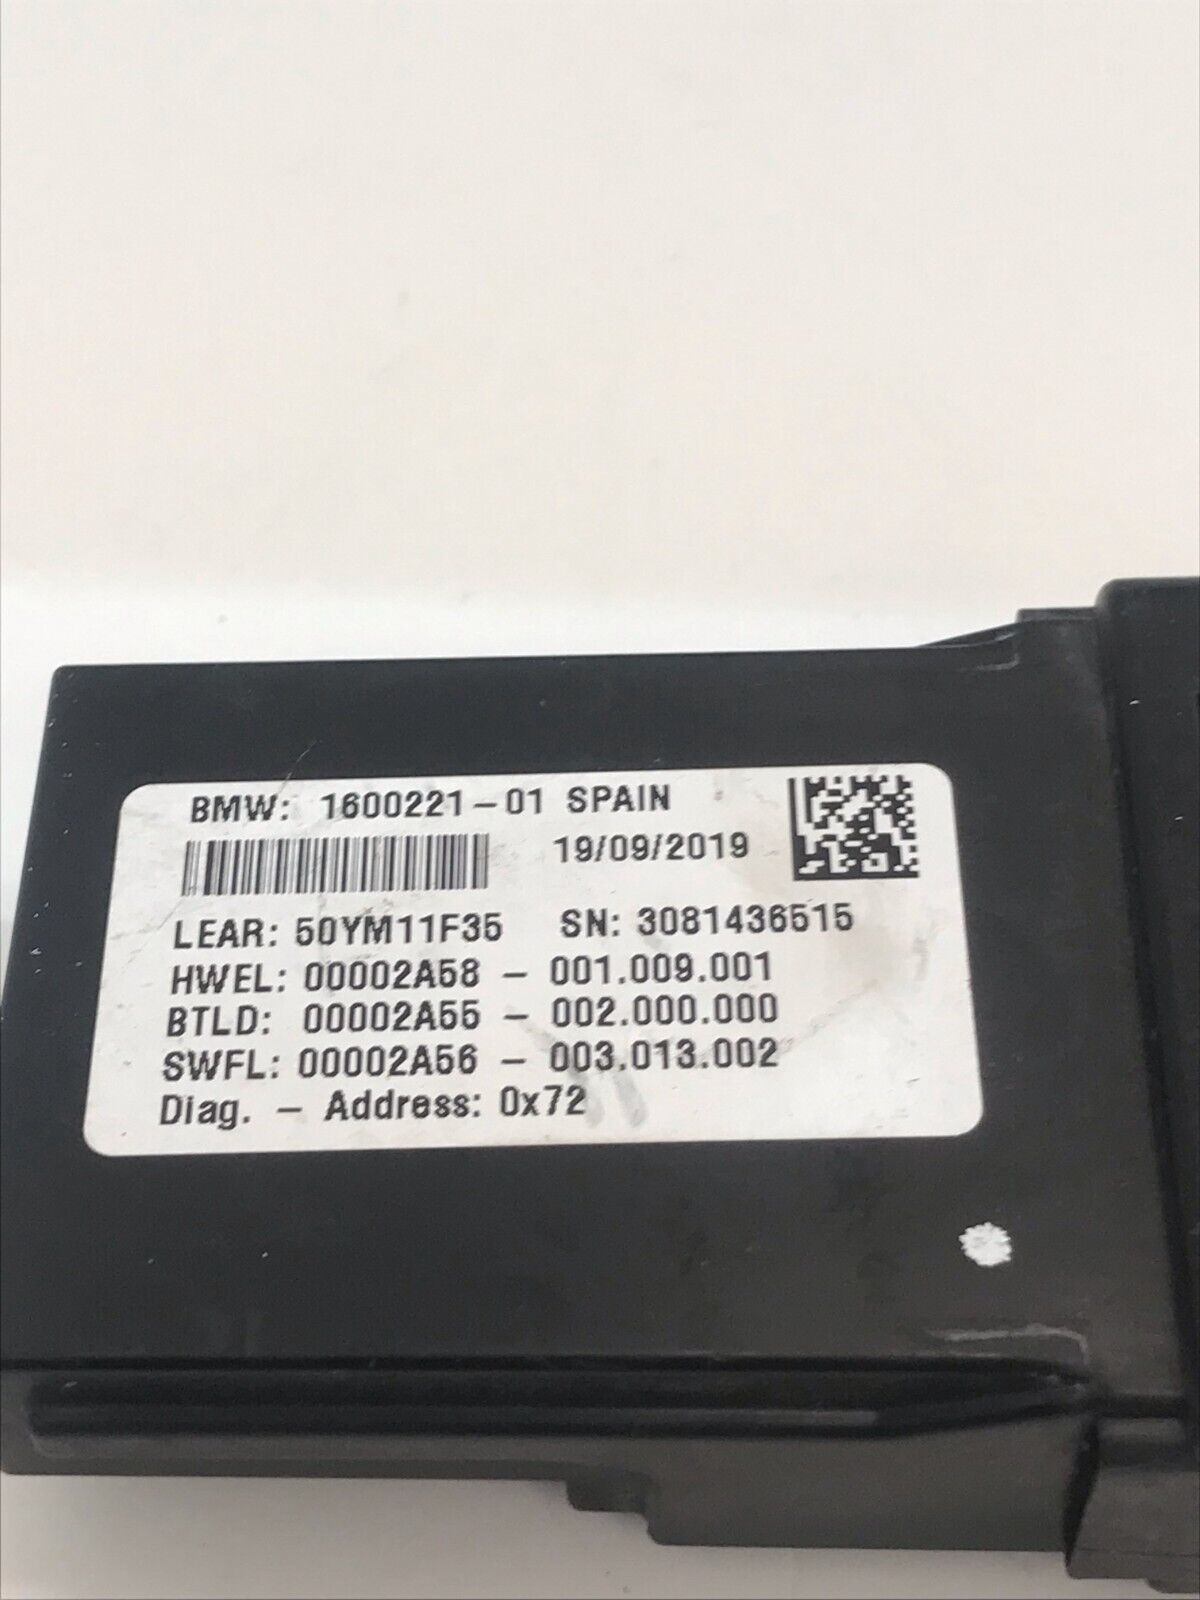 BMW: 1600221-01 SPAIN
19/09/2019
LEAR: 50YM11F35 SN: 3081436515
HWEL: 00002A58 - 001.009.001
BTLD: 00002A55 - 002.000.000
SWFL: 00002A56 - 003.013.002
Diag. - Address: 0x72